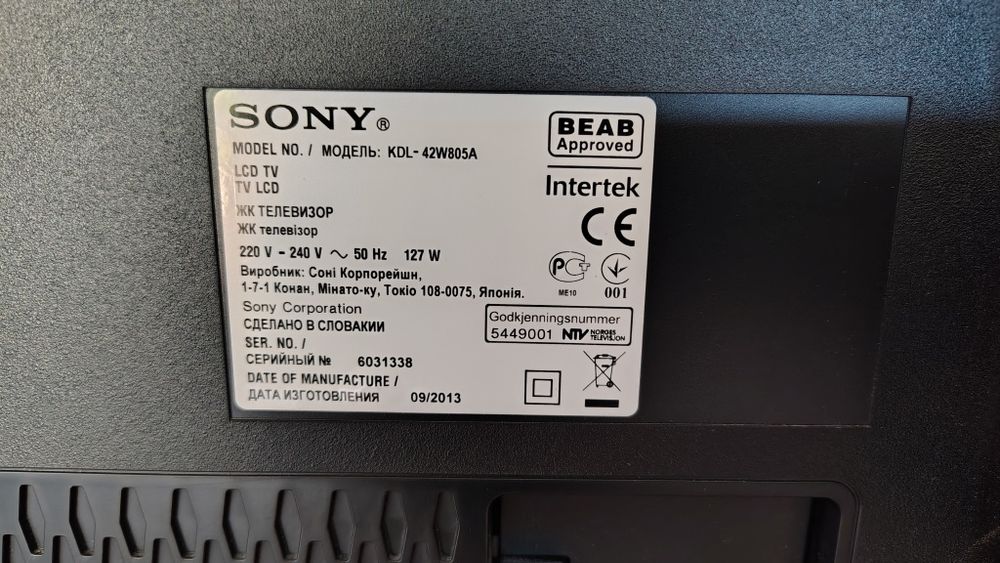 SONY®
BEAB
Approved
MODEL NO. / МОДЕЛЬ: KDL-42W805A
LCD TV
TV LCD
Intertek
ЖК ТЕЛЕВИЗОР
ЖК телевізор
CE
220 V - 240 V ~ 50 Hz 127 W
Виробник: Соні Корпорейшн,
1-7-1 Конан, Мінато-ку, Токіо 108-0075, Японія.
РСТ
ME10
001
Sony Corporation
СДЕЛАНО В СЛОВАКИИ
Godkjenningsnummer
5449001 NTV NORGES TELEVISJON
SER. NO. /
СЕРИЙНЫЙ № 6031338
DATE OF MANUFACTURE /
ДАТА ИЗГОТОВЛЕНИЯ 09/2013